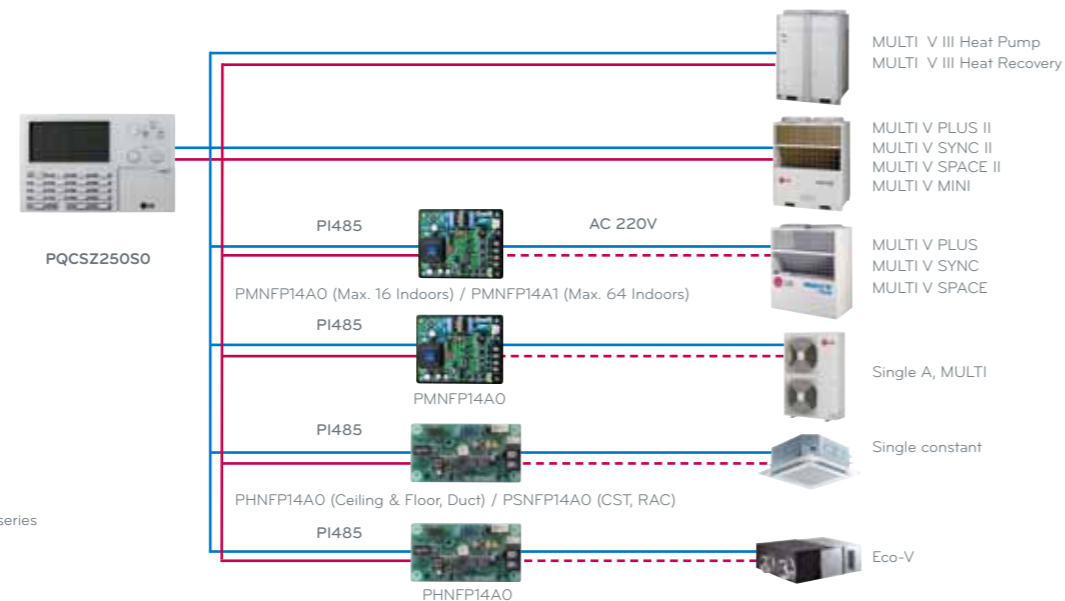 MULTI V III Heat Pump
MULTI V III Heat Recovery
MULTI V PLUS II
MULTI V SYNC II
MULTI V SPACE II
MULTI V MINI
PQCSZ250S0
PI485
AC 220V
MULTI V PLUS
MULTI V SYNC
MULTI V SPACE
PMNFP14A0 (Max. 16 Indoors) / PMNFP14A1 (Max. 64 Indoors)
PI485
Single A, MULTI
PMNFP14A0
PI485
Single constant
PHNFP14A0 (Ceiling & Floor, Duct) / PSNFP14A0 (CST, RAC)
series
PI485
Eco-V
PHNFP14A0